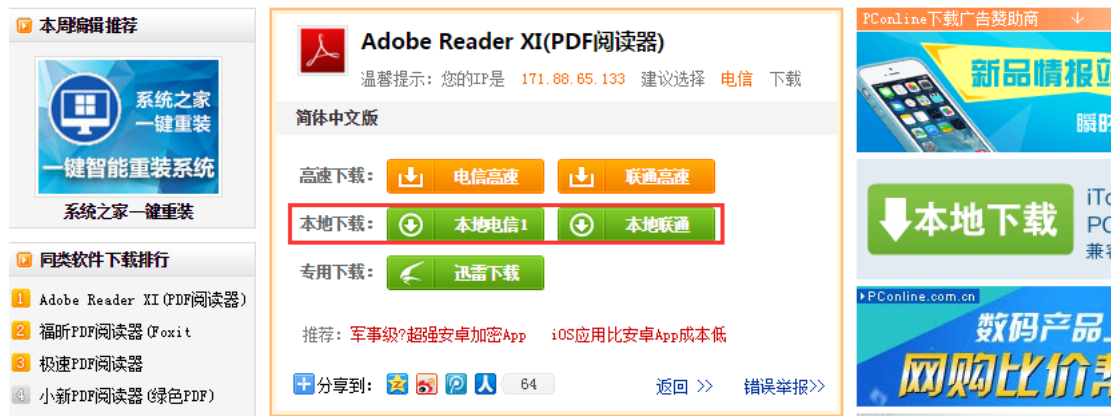 本周编辑推荐
系统之家
一键重装
一键智能重装系统
系统之家一键重装
同类软件下载排行
1 Adobe Reader XI(PDF阅读器)
2 福昕PDF阅读器(Foxit
3 极速PDF阅读器
4 小新PDF阅读器(绿色PDF)
Adobe Reader XI(PDF阅读器)
温馨提示：您的IP是 171.88.65.133 建议选择 电信 下载
简体中文版
高速下载： 电信高速 联通高速
本地下载： 本地电信1 本地联通
专用下载： 迅雷下载
推荐：军事级?超强安卓加密App iOS应用比安卓App成本低
分享到： 64 返回 >> 错误举报>>
PConline下载广告赞助商 ↓
新品情报
瞬
本地下载
iTo
PC
兼容
PConline.com.cn
数码产品
网购比价